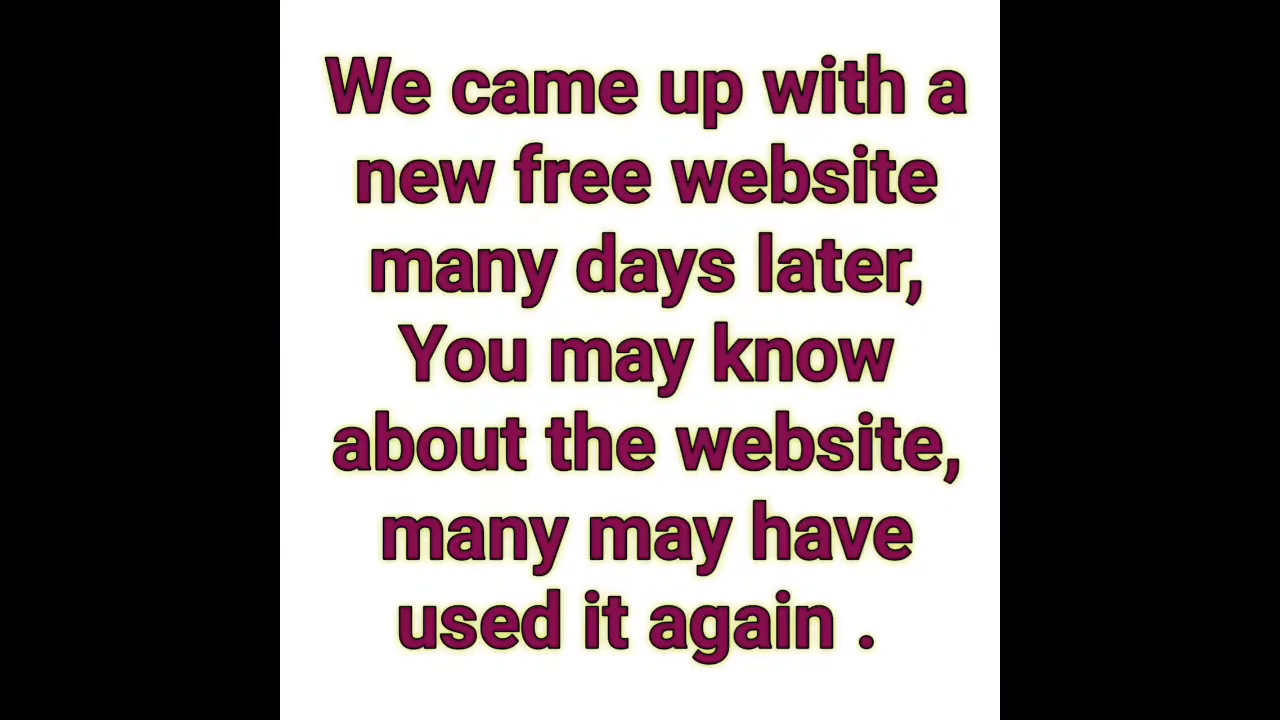 We came up with a
new free website
many days later,
You may know
about the website,
many may have
used it again .